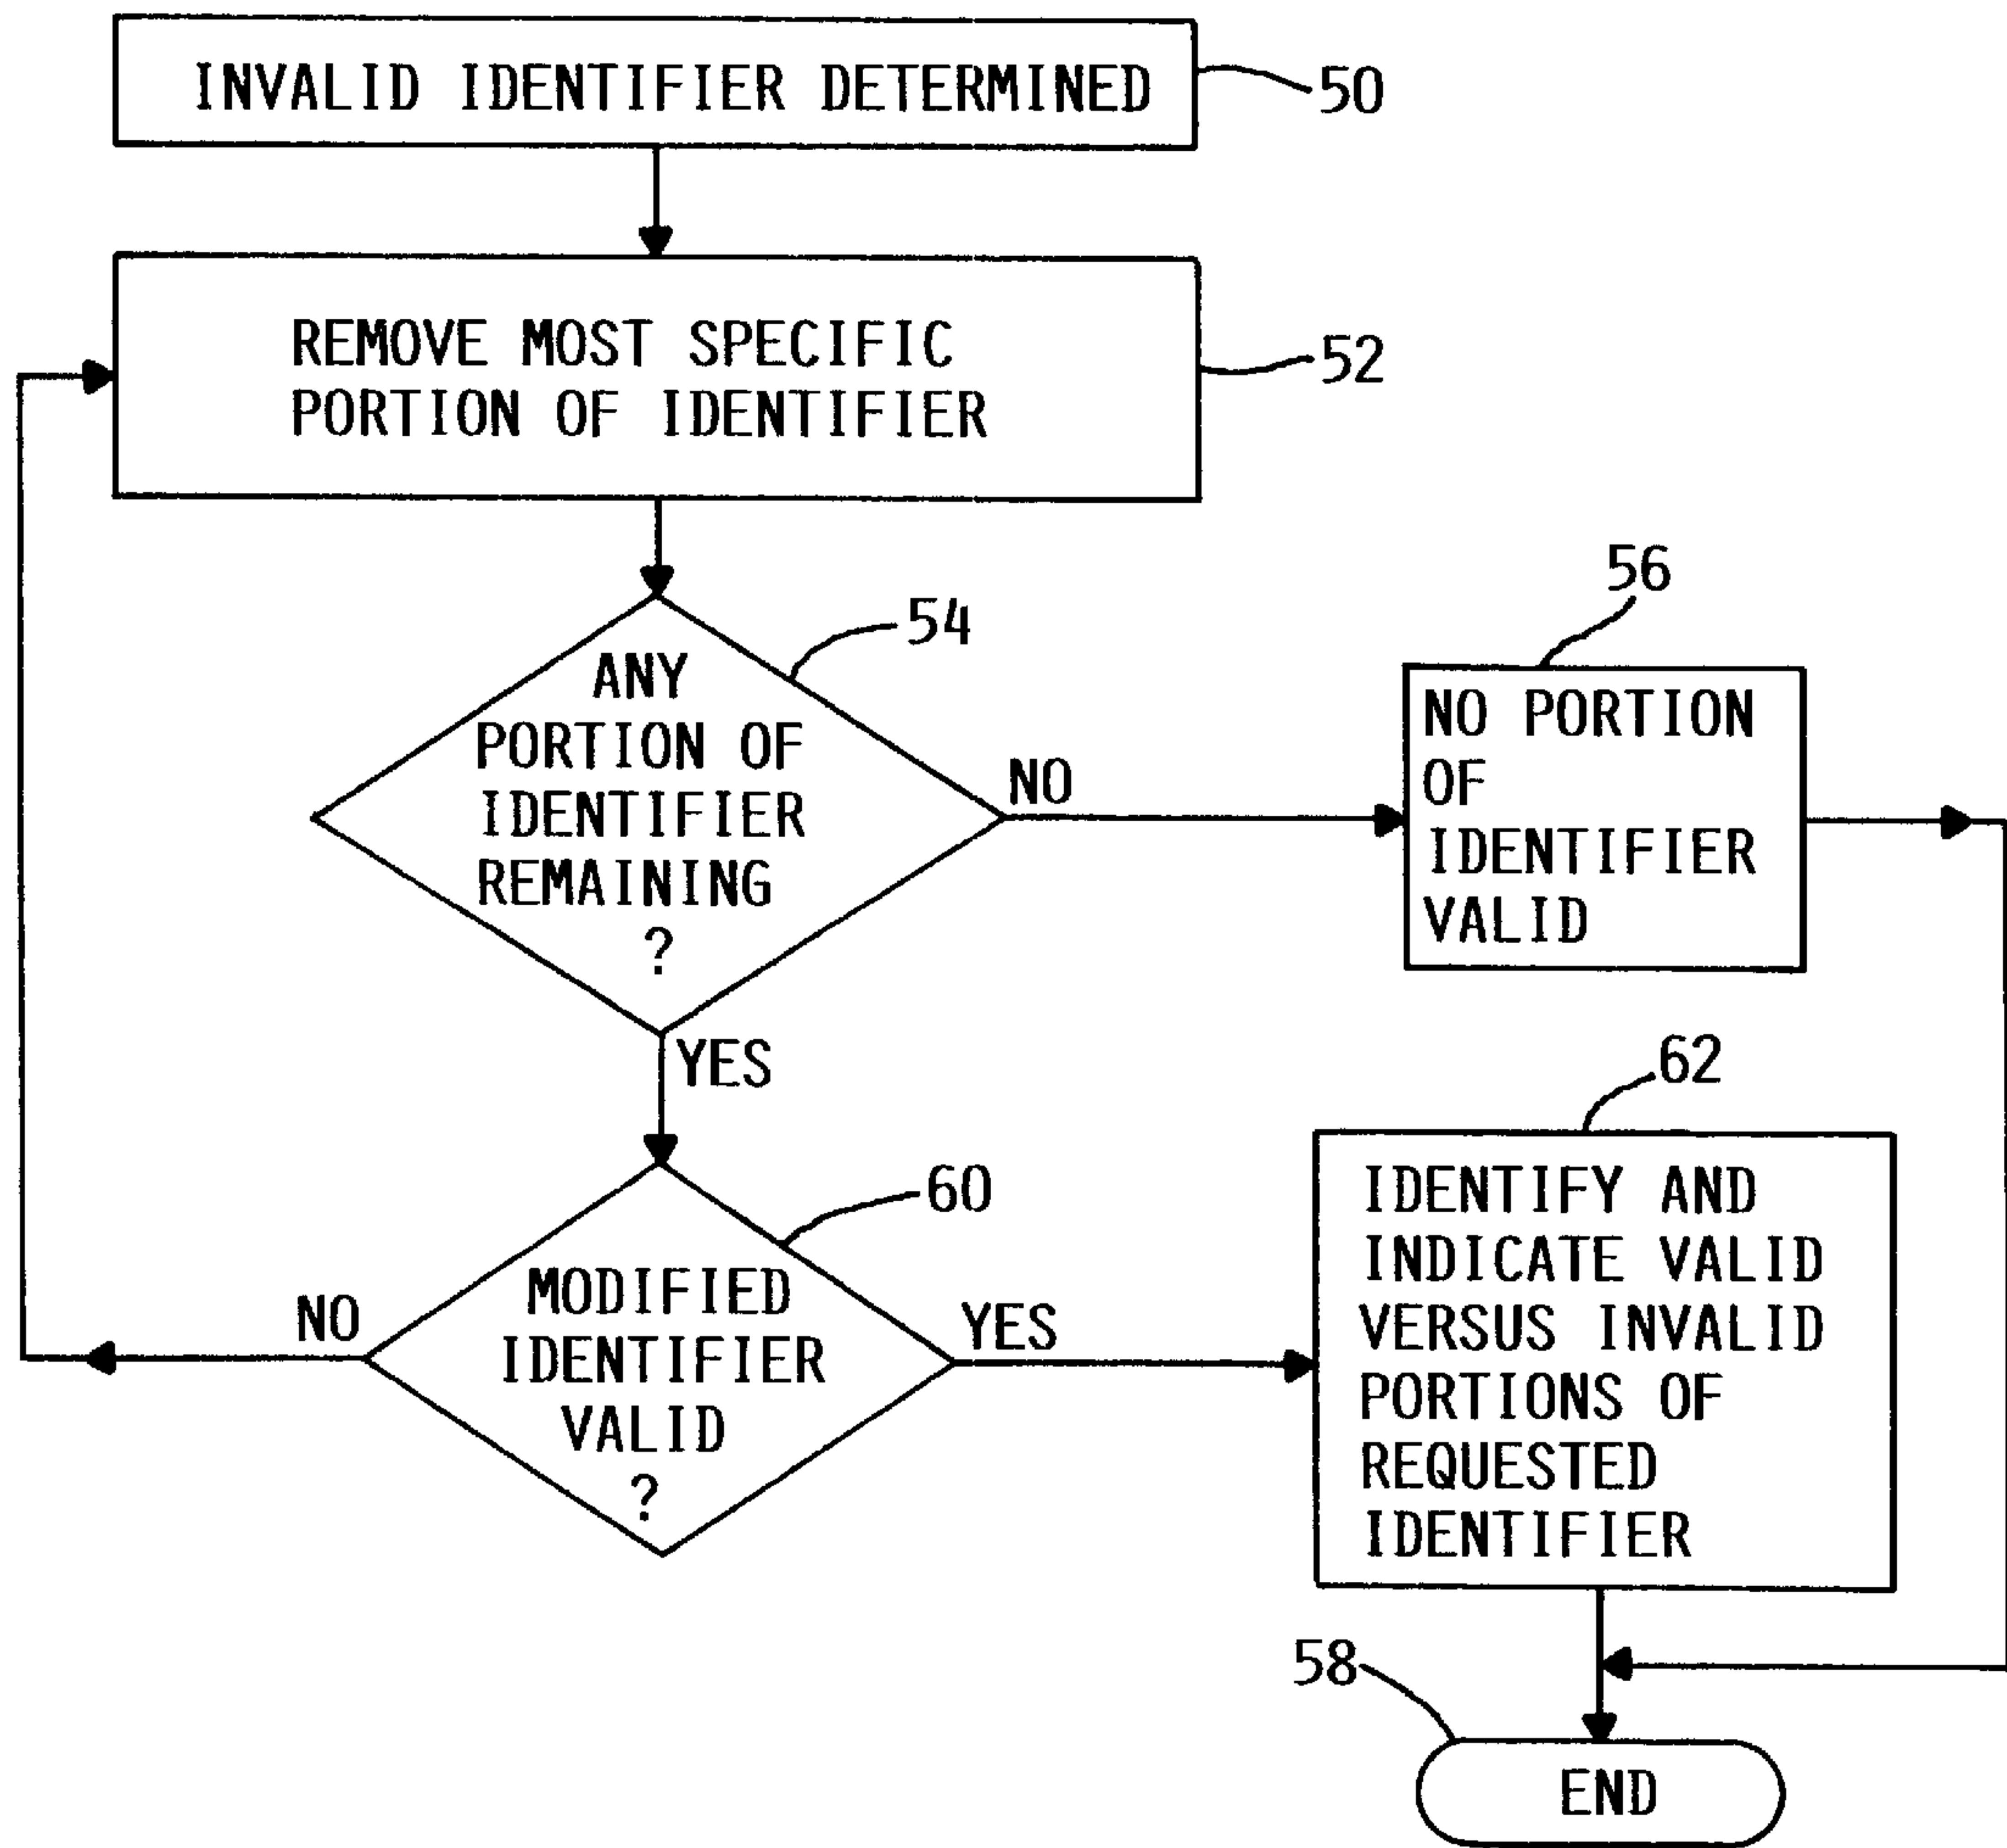 INVALID IDENTIFIER DETERMINED
50
REMOVE MOST SPECIFIC
PORTION OF IDENTIFIER
52
54
ANY
PORTION OF
IDENTIFIER
REMAINING
?
NO
56
NO PORTION
OF
IDENTIFIER
VALID
YES
60
MODIFIED
IDENTIFIER
VALID
?
NO
YES
62
IDENTIFY AND
INDICATE VALID
VERSUS INVALID
PORTIONS OF
REQUESTED
IDENTIFIER
58
END